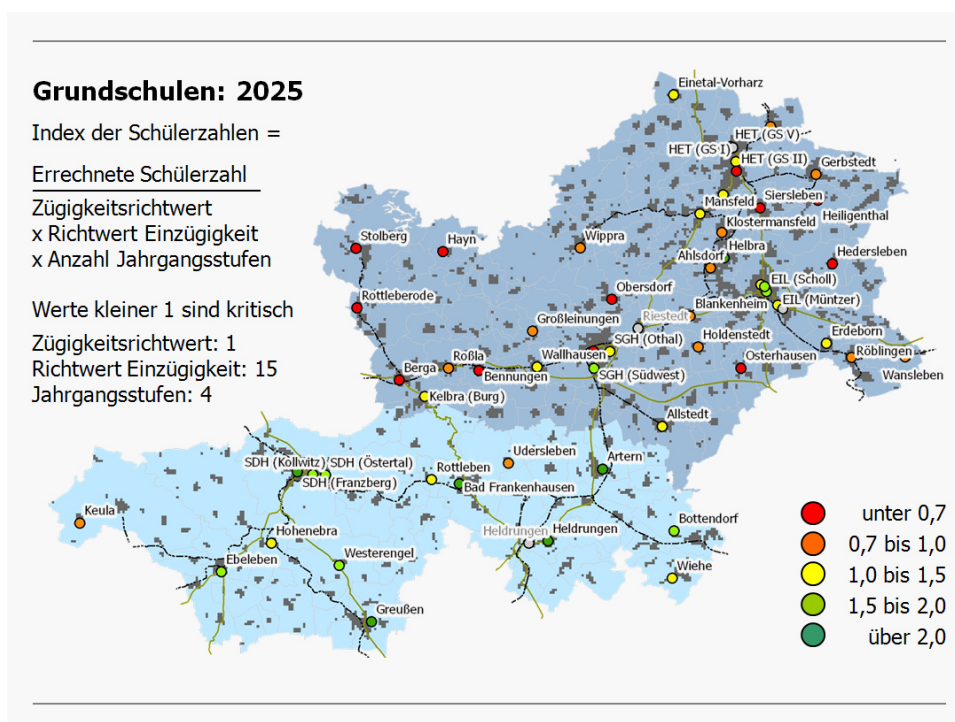 Grundschulen: 2025
Index der Schülerzahlen =
Errechnete Schülerzahl
Zügigkeitsrichtwert
x Richtwert Einzügigkeit
x Anzahl Jahrgangsstufen
Werte kleiner 1 sind kritisch
Zügigkeitsrichtwert: 1
Richtwert Einzügigkeit: 15
Jahrgangsstufen: 4
Einetal-Vorharz
HET (GS V)
HET (GS I)
HET (GS II)
Gerbstedt
Siersleben
Mansfeld
Heiligenthal
Klostermansfeld
Stolberg
Hayn
Wippra
Helbra
Ahlsdorf
Hedersleben
EIL (Scholl)
Obersdorf
Rottleberode
Blankenheim
EIL (Müntzer)
Riestedt
Großleinungen
SGH (Othal)
Holdenstedt
Erdeborn
Röblingen
Roßla
Wallhausen
Osterhausen
Wansleben
Berga
Bennungen
SGH (Südwest)
Kelbra (Burg)
Allstedt
Udersleben
Artern
SDH (Kollwitz)
SDH (Östertal)
Rottleben
SDH (Franzberg)
Bad Frankenhausen
Keula
Bottendorf
Hohenebra
Heldrungen
Heldrungen
Ebeleben
Westerengel
Wiehe
Greußen
unter 0,7
0,7 bis 1,0
1,0 bis 1,5
1,5 bis 2,0
über 2,0